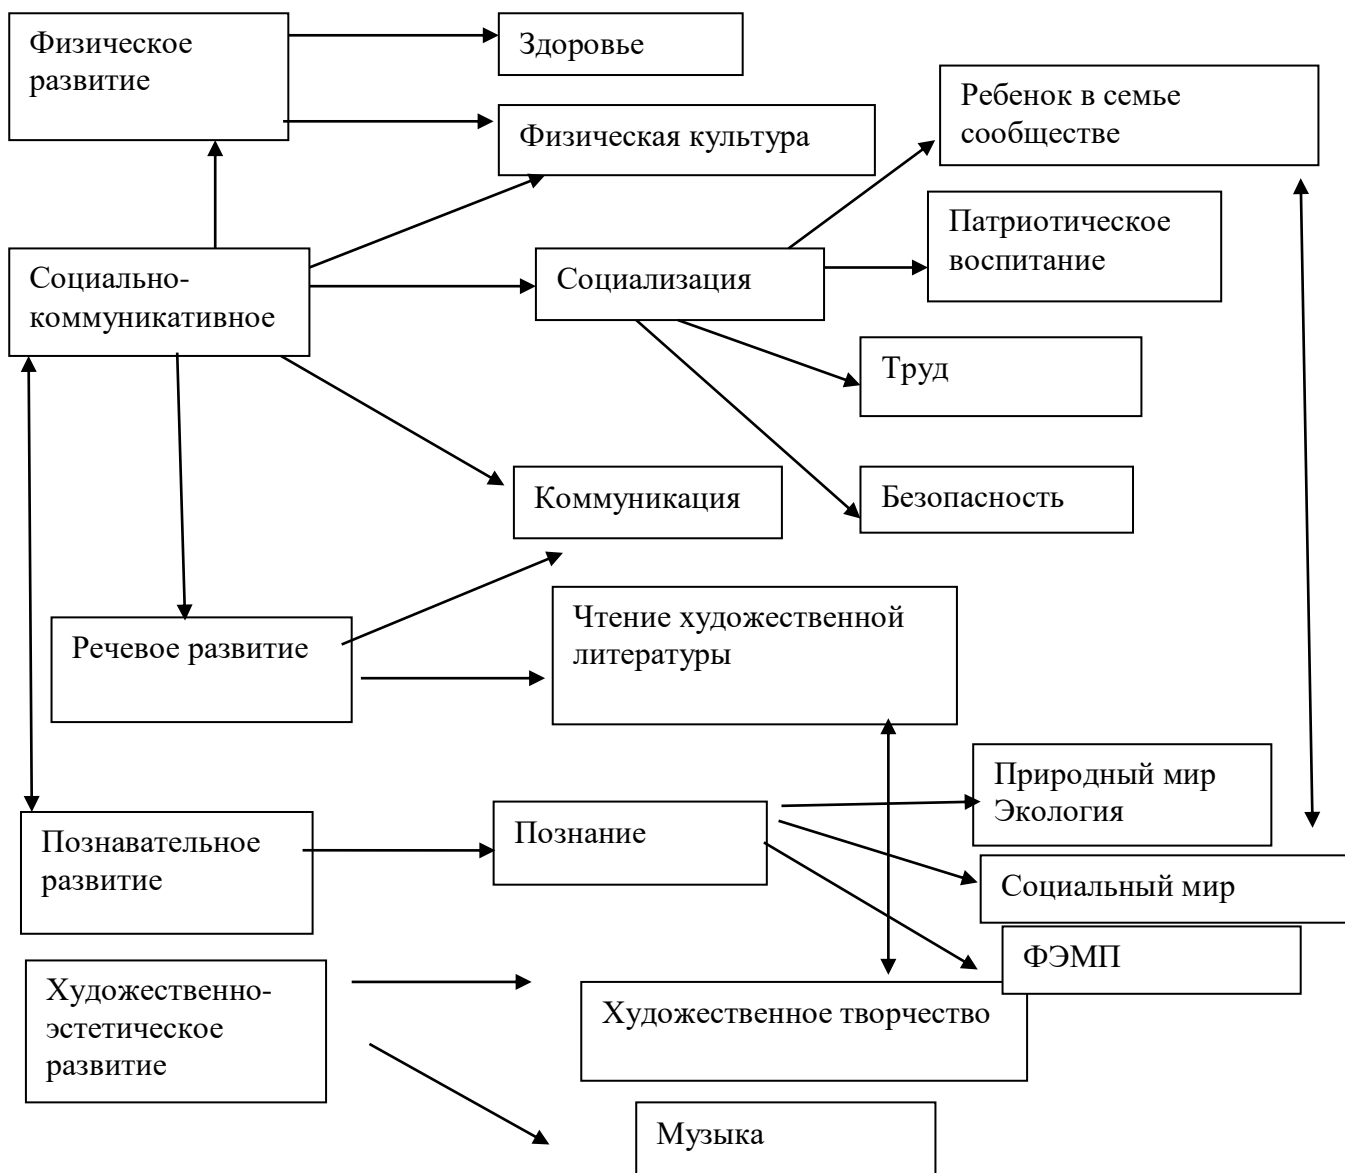 Физическое
развитие
Здоровье
Физическая культура
Ребенок в семье
сообществе
Патриотическое
воспитание
Социально-
коммуникативное
Социализация
Труд
Коммуникация
Безопасность
Речевое развитие
Чтение художественной
литературы
Природный мир
Экология
Познавательное
развитие
Познание
Социальный мир
ФЭМП
Художественно-
эстетическое
развитие
Художественное творчество
Музыка